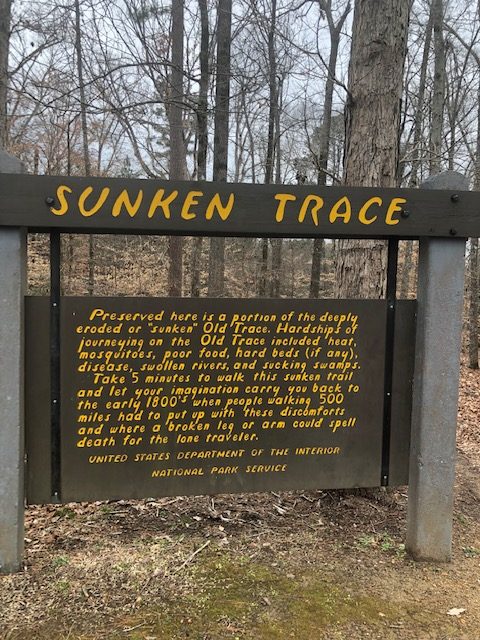 SUNKEN TRACE
Preserved here is a portion of the deeply
eroded or "sunken" Old Trace. Hardships of
journeying on the Old Trace included heat,
mosquitoes, poor food, hard beds (if any),
disease, swollen rivers, and sucking swamps.
Take 5 minutes to walk this sunken trail
and let your imagination carry you back to
the early 1800's when people walking 500
miles had to put up with these discomforts
and where a broken leg or arm could spell
death for the lone traveler.
UNITED STATES DEPARTMENT OF THE INTERIOR
NATIONAL PARK SERVICE